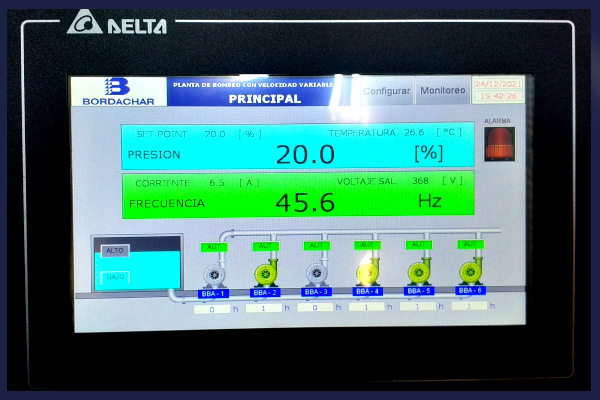 DELTA
BORDACHAR
PLANTA DE BOMBEO CON VELOCIDAD VARIABLE
PRINCIPAL
Configurar
Monitoreo
24/12/2021
15:42:26
ALARMA
SET POINT 20.0 [ % ] TEMPERATURA 26.6 [ °C ]
PRESION 20.0 [%]
CORRIENTE 6.5 [ A ] VOLTAJE SAL. 368 [ V ]
FRECUENCIA 45.6 Hz
ALTO
BAJO
AUT AUT AUT AUT AUT AUT
BBA - 1 BBA - 2 BBA - 3 BBA - 4 BBA - 5 BBA - 6
0 h 1 h 0 h 1 h 1 h 1 h